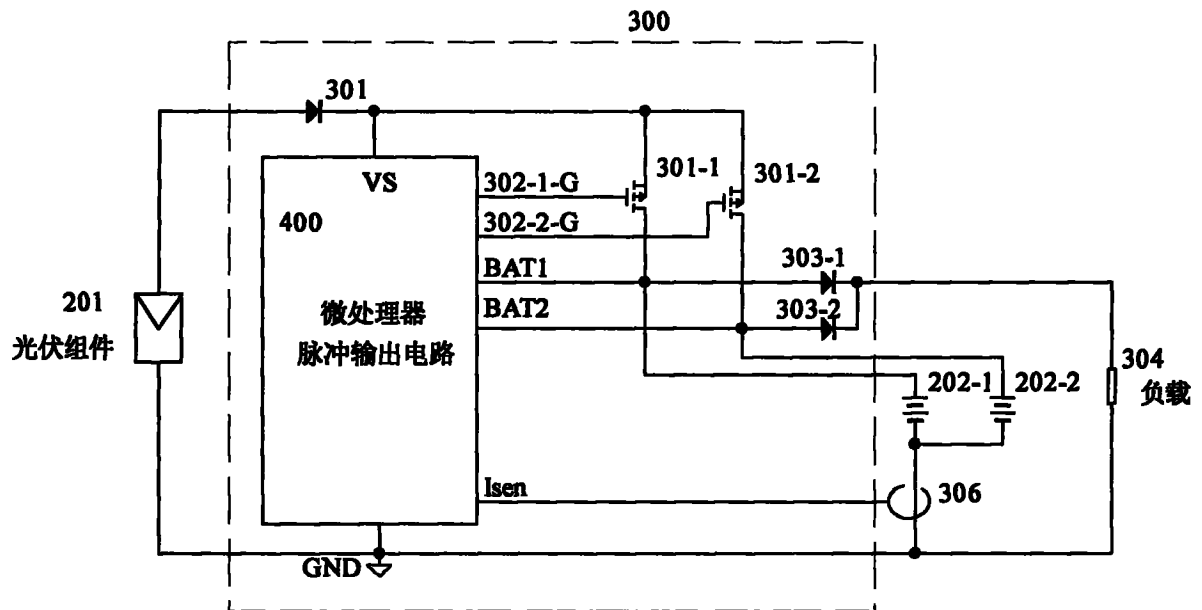 300
301
301-1
301-2
VS
302-1-G
400
302-2-G
303-1
BAT1
201
微处理器
BAT2
303-2
光伏组件
脉冲输出电路
304
202-1
202-2
负载
Isen
306
GND